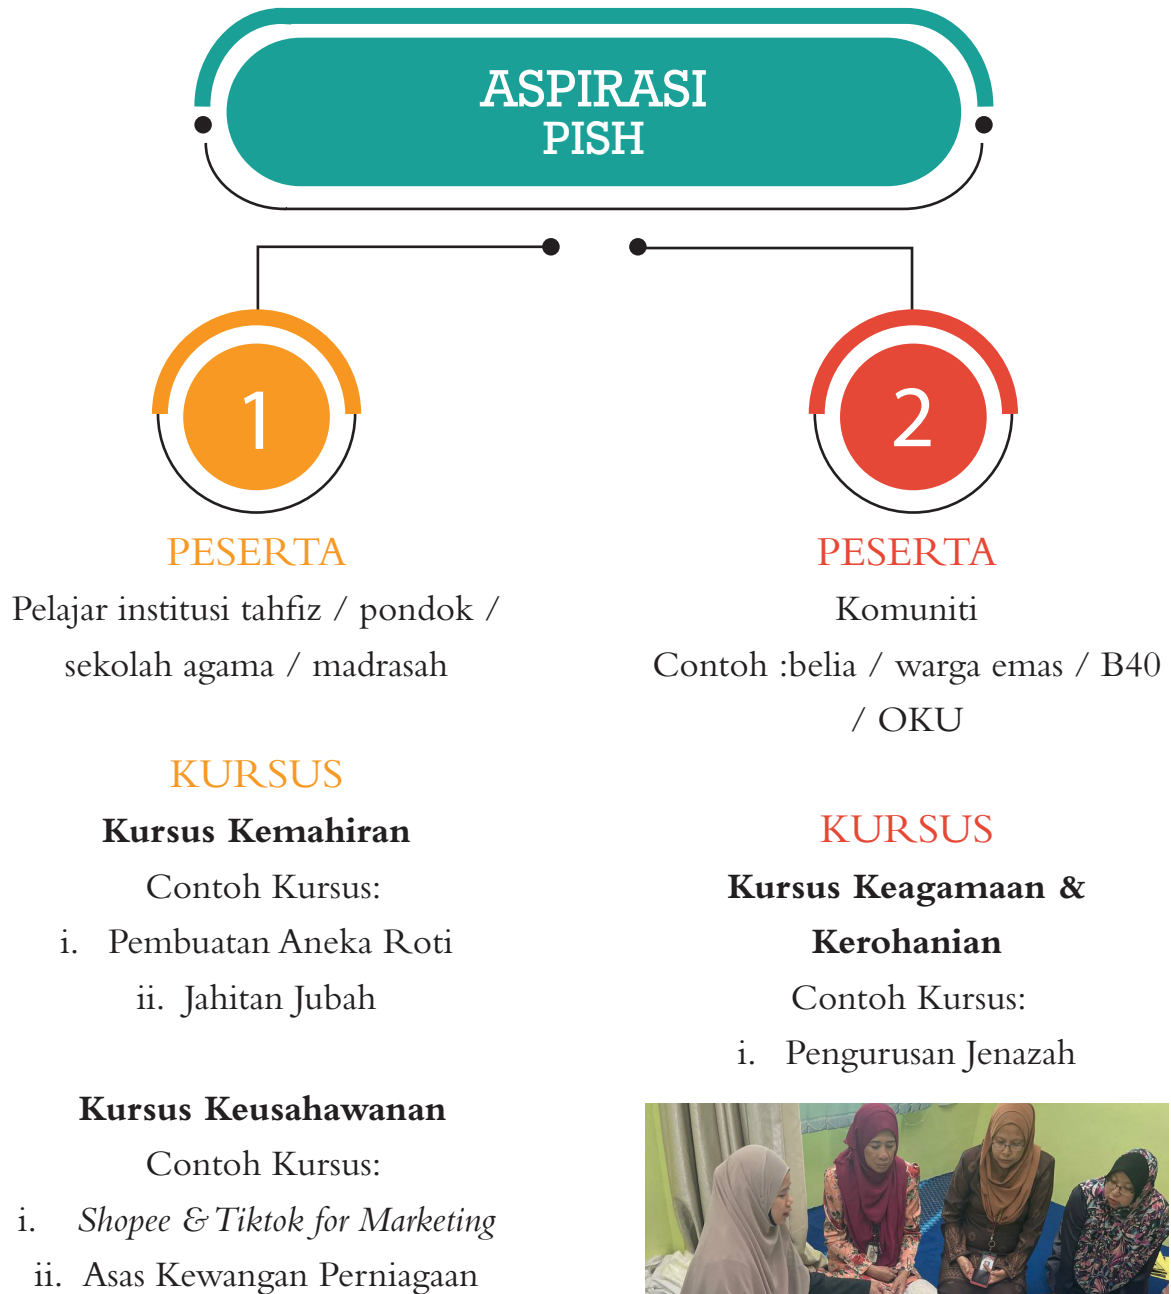 ASPIRASI
PISH
1
PESERTA
Pelajar institusi tahfiz / pondok /
sekolah agama / madrasah
KURSUS
Kursus Kemahiran
Contoh Kursus:
i. Pembuatan Aneka Roti
ii. Jahitan Jubah
Kursus Keusahawanan
Contoh Kursus:
i. Shopee & Tiktok for Marketing
ii. Asas Kewangan Perniagaan
2
PESERTA
Komuniti
Contoh :belia / warga emas / B40
/ OKU
KURSUS
Kursus Keagamaan &
Kerohanian
Contoh Kursus:
i. Pengurusan Jenazah